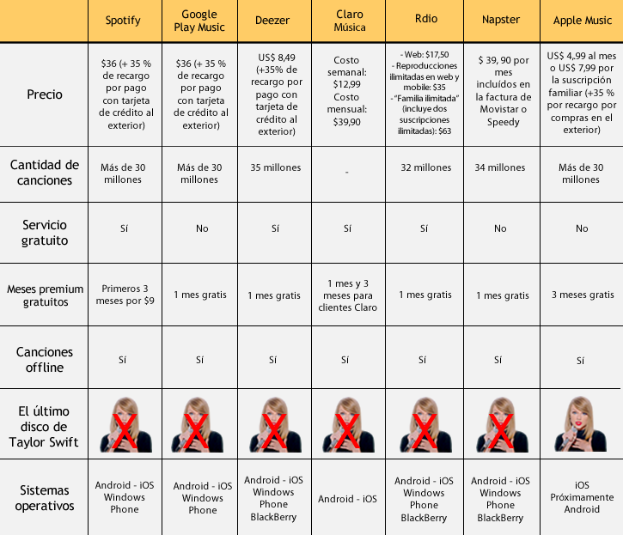 Spotify
Google
Play Music
Deezer
Claro
Música
Rdio
Napster
Apple Music
Precio
$36 (+ 35 %
de recargo
por pago
con tarjeta
de crédito al
exterior)
$36 (+ 35 %
de recargo
por pago
con tarjeta
de crédito al
exterior)
US$ 8,49
(+35% de
recargo por
pago con
tarjeta de
crédito al
exterior)
Costo
semanal:
$12,99
Costo
mensual:
$39,90
- Web: $17,50
- Reproducciones
ilimitadas en web y
mobile: $35
-"Familia ilimitada"
(incluye dos
suscripciones
ilimitadas): $63
$ 39, 90 por
mes
incluídos en
la factura de
Movistar o
Speedy
US$ 4,99 al mes
o US$ 7,99 por
la suscripción
familiar (+35 %
por recargo por
compras en el
exterior)
Cantidad de
canciones
Más de 30
millones
Más de 30
millones
35 millones
-
32 millones
34 millones
Más de 30
millones
Servicio
gratuito
Sí
No
Sí
Sí
Sí
No
No
Meses premium
gratuitos
Primeros 3
meses por $9
1 mes gratis
1 mes gratis
1 mes y 3
meses para
clientes Claro
1 mes gratis
1 mes gratis
3 meses gratis
Canciones
offline
Sí
Sí
Sí
Sí
Sí
Sí
Sí
El último
disco de
Taylor Swift
Sistemas
operativos
Android - iOS
Windows
Phone
Android - iOS
Windows
Phone
Android - iOS
Windows
Phone
BlackBerry
Android - iOS
Android - iOS
Windows
Phone
BlackBerry
Android - iOS
Windows
Phone
BlackBerry
iOS
Próximamente
Android